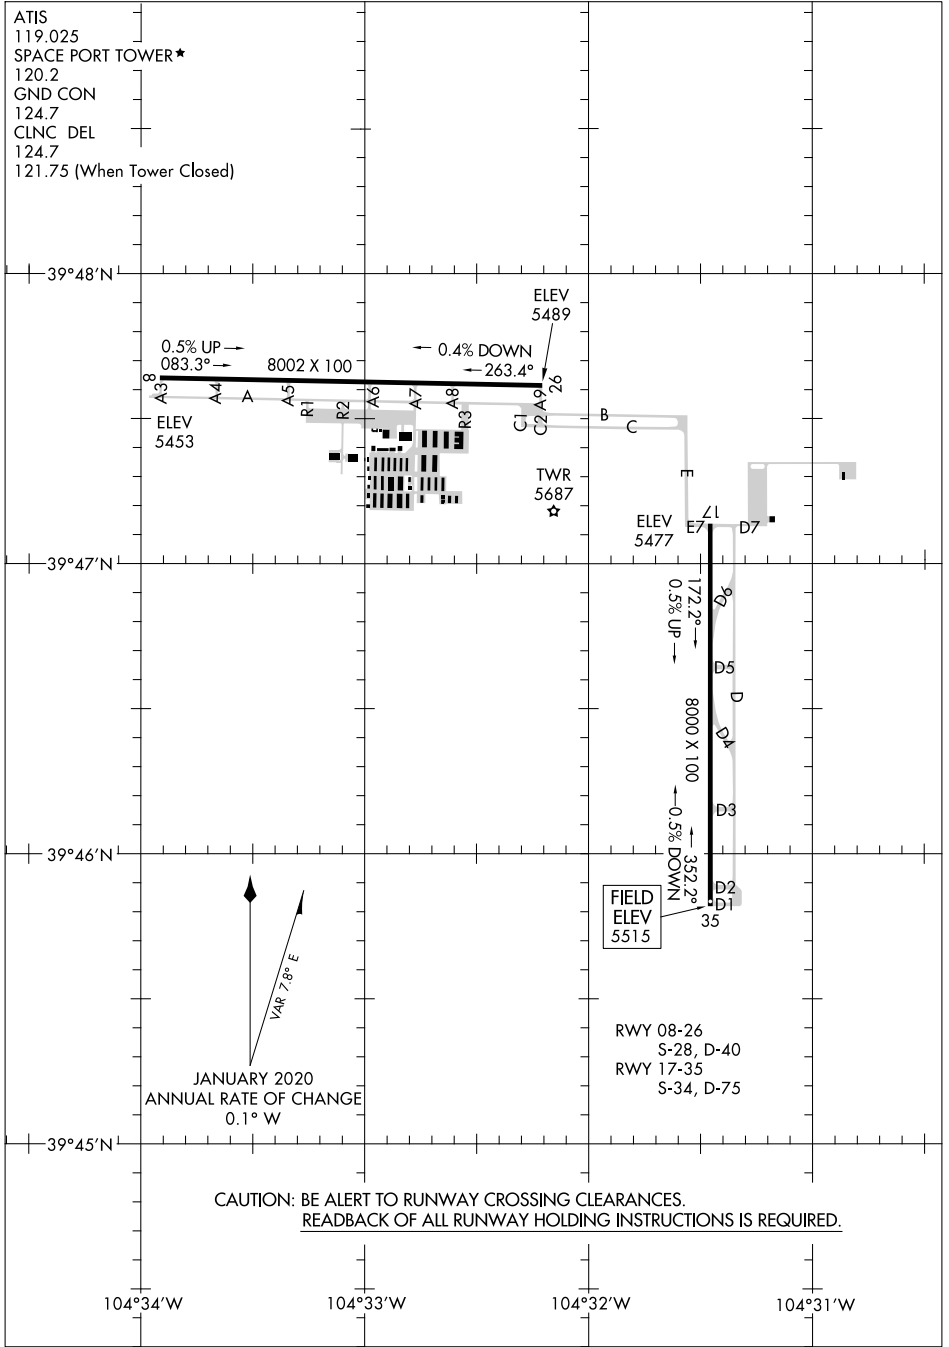 ATIS
119.025
SPACE PORT TOWER★
120.2
GND CON
124.7
CLNC DEL
124.7
121.75 (When Tower Closed)
39°48'N
ELEV
5489
0.5% UP →
← 0.4% DOWN
083.3° →
8002 X 100
← 263.4°
8
26
A3
A4
A
A5
A6
A7
A8
A9
R1
R2
R3
C1
C2
B
C
ELEV
5453
E
TWR
5687
17
ELEV
5477
E7
D7
39°47'N
172.2° →
0.5% UP →
D6
D5
D
8000 X 100
D4
D3
← 0.5% DOWN
← 352.2°
39°46'N
D2
D1
FIELD
ELEV
5515
35
VAR 7.8° E
RWY 08-26
S-28, D-40
RWY 17-35
S-34, D-75
JANUARY 2020
ANNUAL RATE OF CHANGE
0.1° W
39°45'N
CAUTION: BE ALERT TO RUNWAY CROSSING CLEARANCES.
READBACK OF ALL RUNWAY HOLDING INSTRUCTIONS IS REQUIRED.
104°34'W
104°33'W
104°32'W
104°31'W